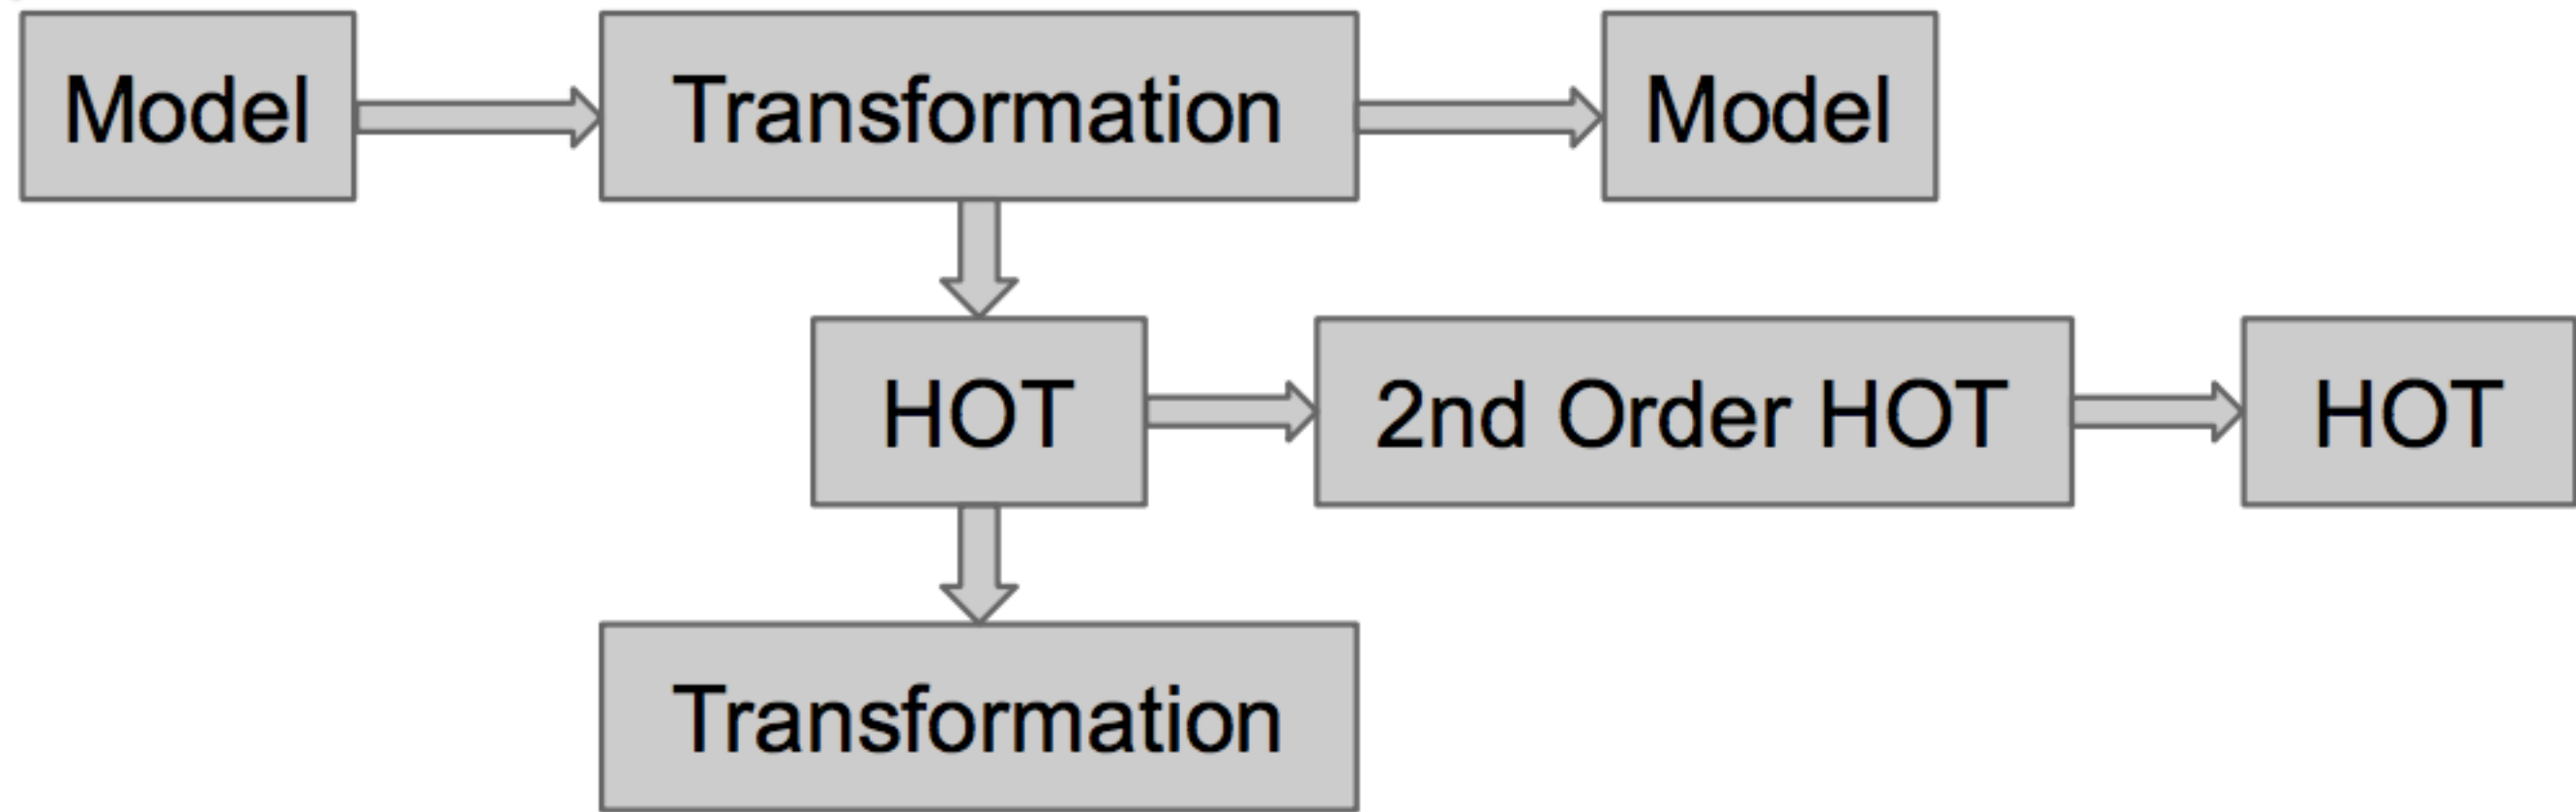 Model
Transformation
Model
HOT
2nd Order HOT
HOT
Transformation